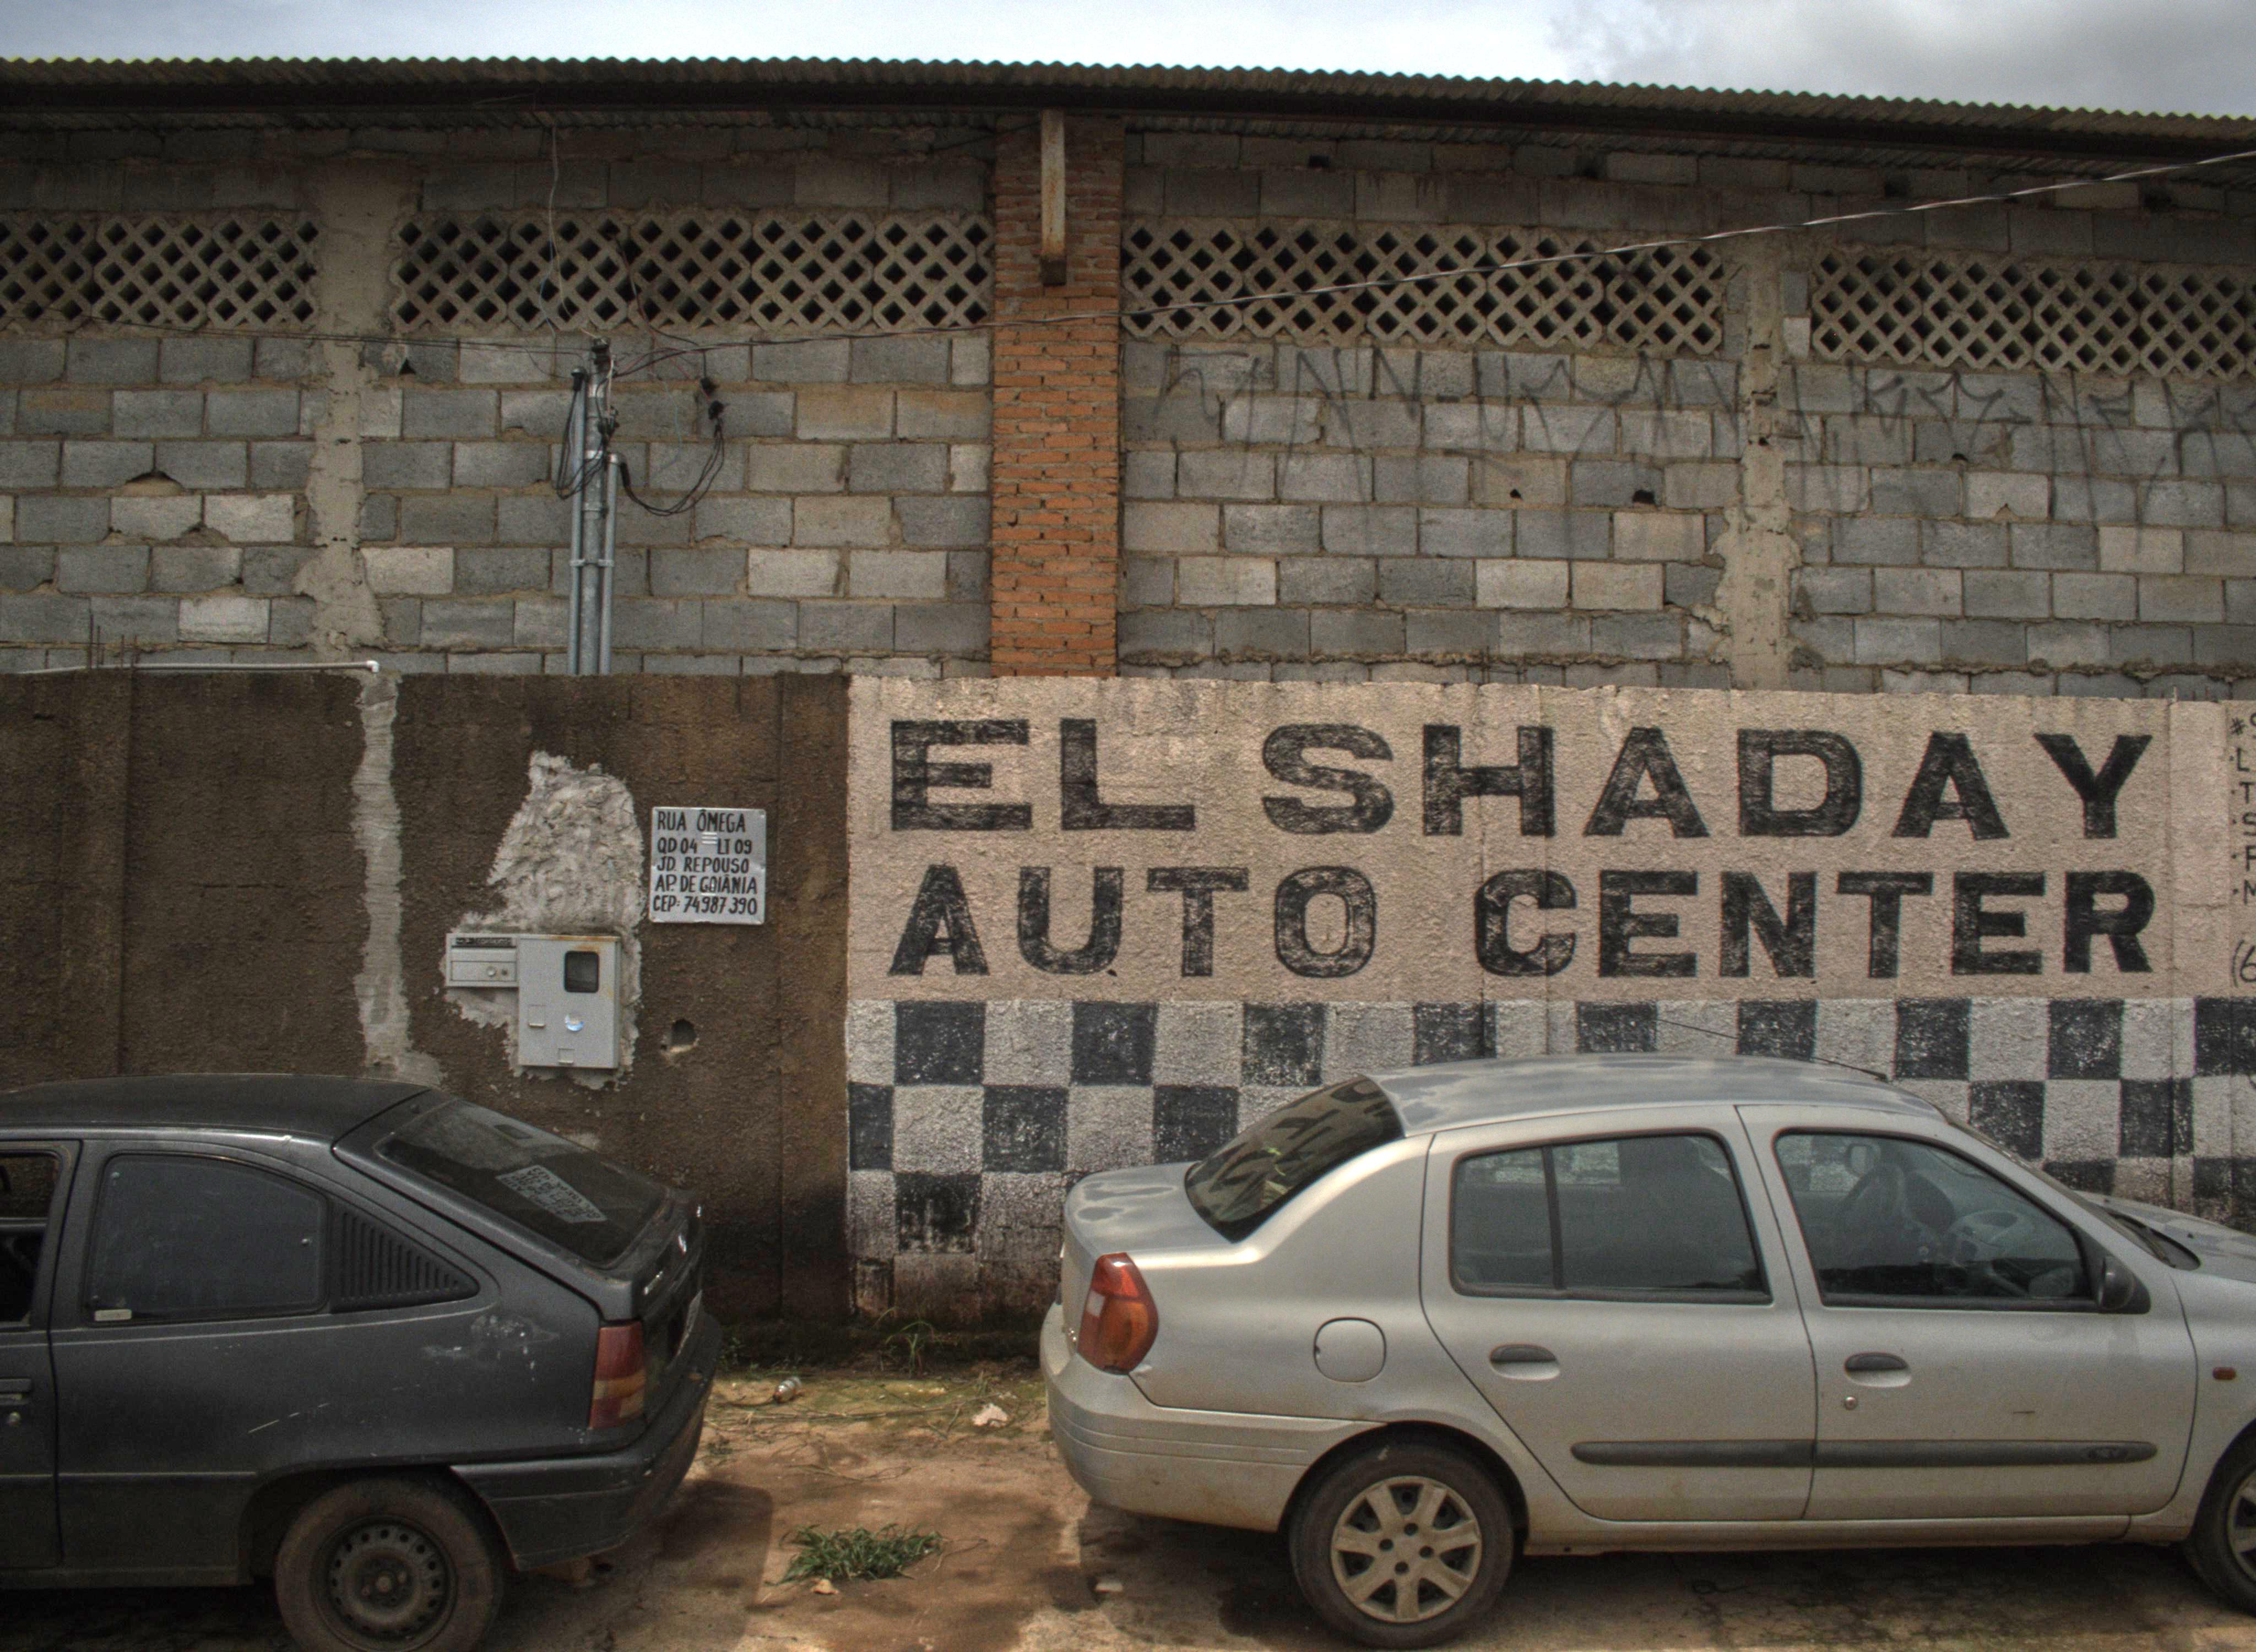 EL SHADAY
AUTO CENTER
RUA ÔMEGA
QD 04 LT 09
JD. REPOUSO
AP. DE GOIÂNIA
CEP: 74987 390